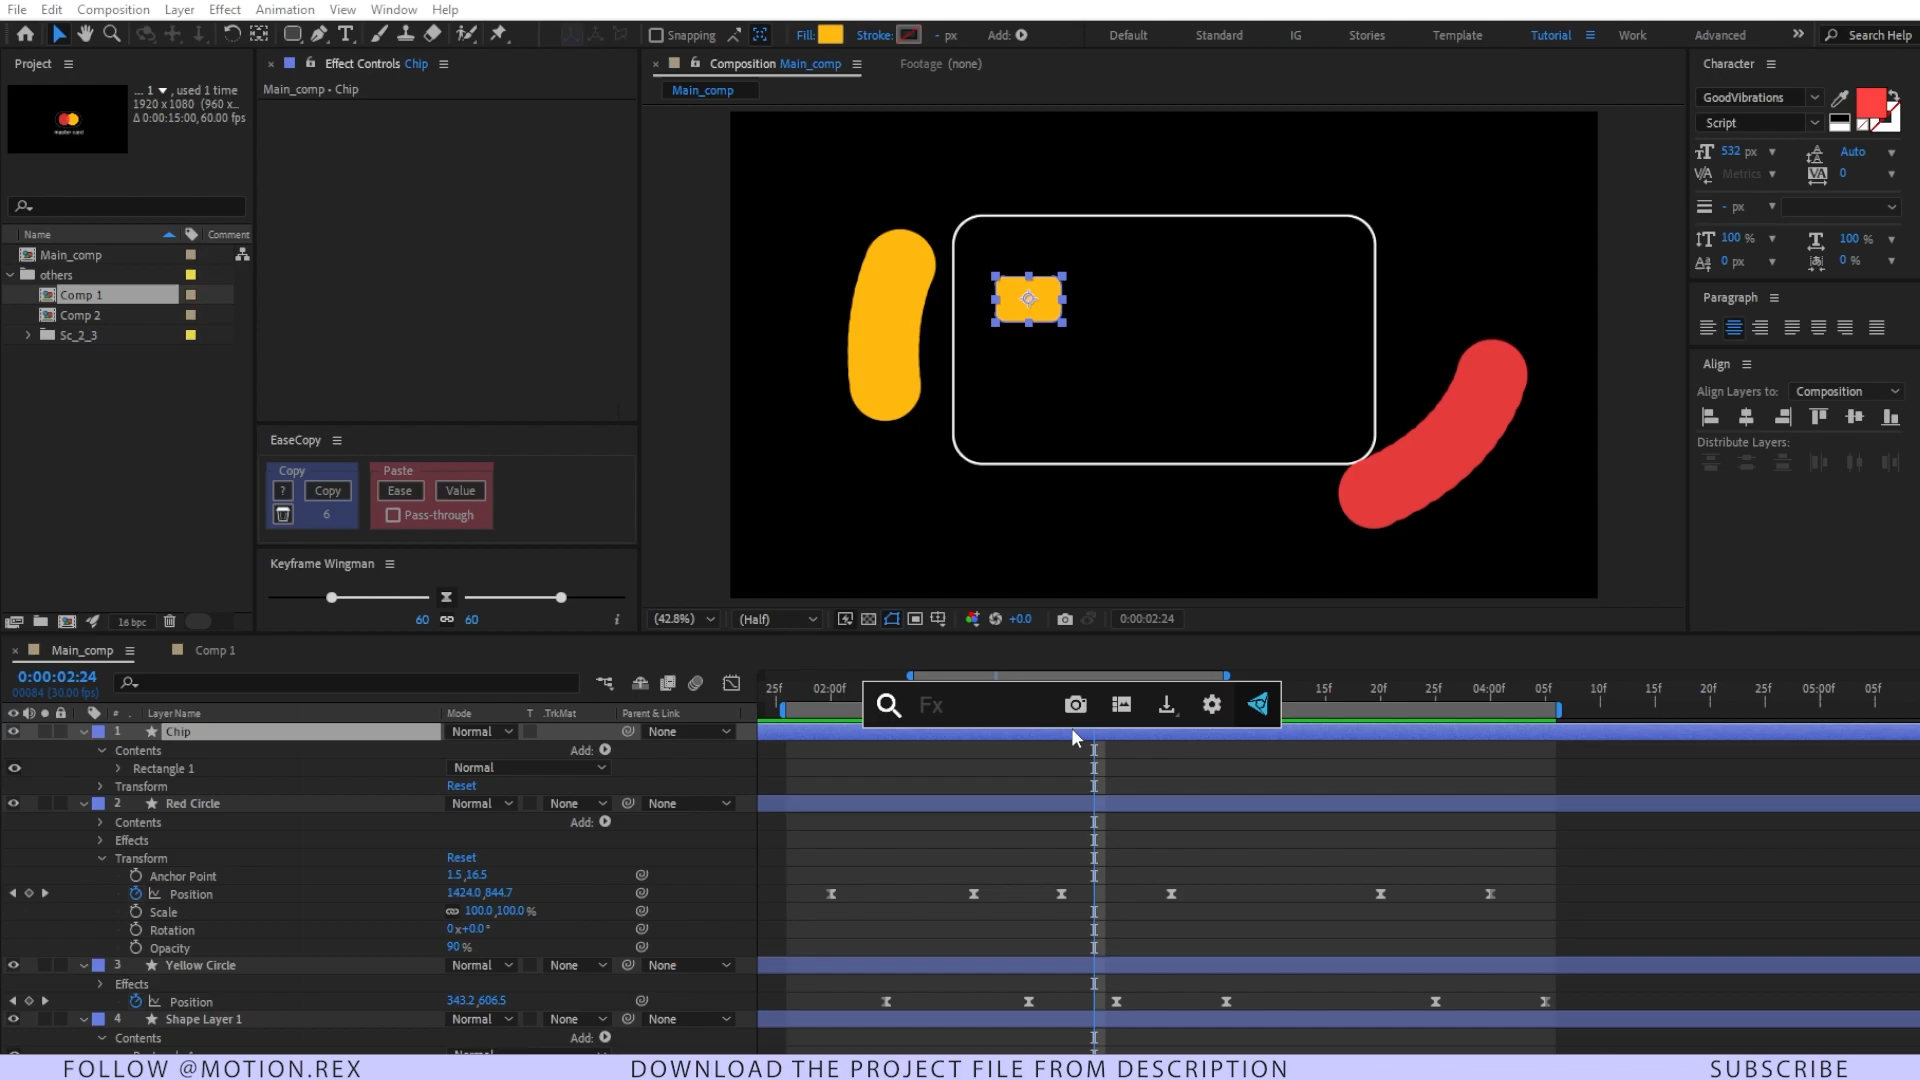 File Edit Composition Layer Effect Animation View Window Help
Snapping Fill: Stroke: - px Add: Default Standard IG Stories Template Tutorial Work Advanced Search Help
Project
... 1 , used 1 time
1920 x 1080 (960 x...
Δ 0:00:15:00, 60.00 fps
Name Comment
Main_comp
others
Comp 1
Comp 2
Sc_2_3
16 bpc
Effect Controls Chip
Main_comp • Chip
EaseCopy
Copy Paste
? Copy Ease Value
6 Pass-through
Keyframe Wingman
60 60 i
Composition Main_comp Footage (none)
Main_comp
(42.8%) (Half) +0.0 0:00:02:24
Character
GoodVibrations
Script
532 px Auto
Metrics 0
- px
100 % 100 %
0 px 0 %
Paragraph
Align
Align Layers to: Composition
Distribute Layers:
Main_comp Comp 1
0:00:02:24
00084 (30.00 fps)
25f 02:00f 15f 20f 25f 04:00f 05f 10f 15f 20f 25f 05:00f 05f
Fx
# . Layer Name Mode T .TrkMat Parent & Link
1 Chip Normal None
Contents Add:
Rectangle 1 Normal
Transform Reset
2 Red Circle Normal None None
Contents Add:
Effects
Transform Reset
Anchor Point 1.5,16.5
Position 1424.0,844.7
Scale 100.0,100.0 %
Rotation 0x+0.0°
Opacity 90 %
3 Yellow Circle Normal None None
Effects
Position 343.2,606.5
4 Shape Layer 1 Normal None None
Contents Add:
FOLLOW @MOTION.REX DOWNLOAD THE PROJECT FILE FROM DESCRIPTION SUBSCRIBE